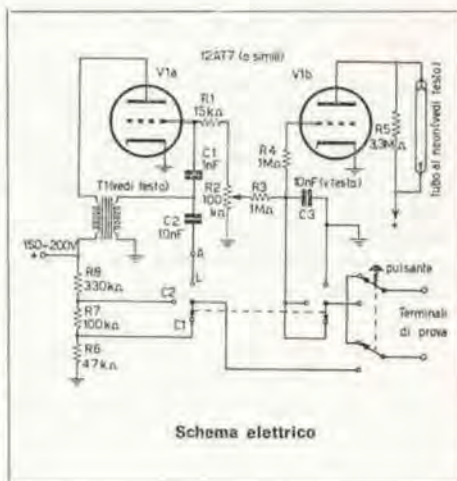 12AT7 (o simili)
V1a
V1b
R1
15kΩ
R4
1MΩ
R5
3,3MΩ
tubo al neon (vedi testo)
C1
1nF
R2
100
kΩ
R3
1MΩ
10nF (v.testo)
C3
T1 (vedi testo)
C2
10nF
150-200V
+
+
A
L
R8
330kΩ
C2
R7
100kΩ
C1
R6
47kΩ
pulsante
Terminali
di prova
Schema elettrico